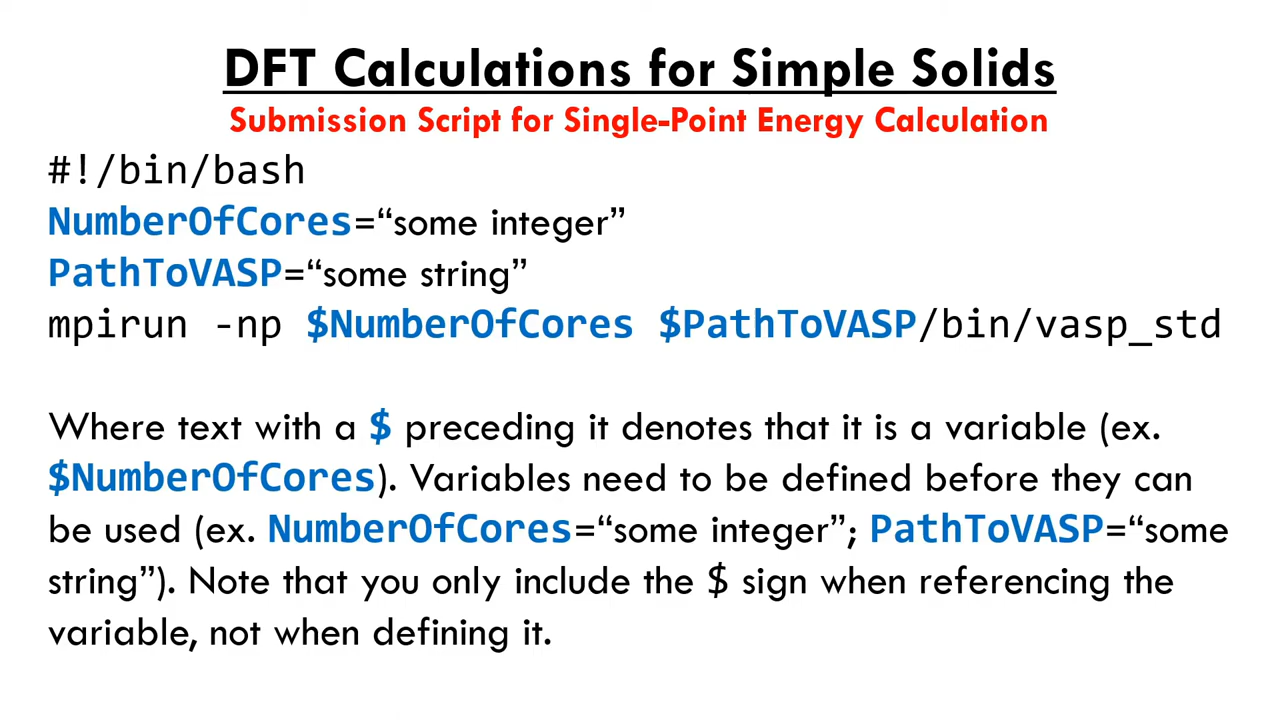 DFT Calculations for Simple Solids
Submission Script for Single-Point Energy Calculation
#!/bin/bash
NumberOfCores=“some integer”
PathToVASP=“some string”
mpirun -np $NumberOfCores $PathToVASP/bin/vasp_std
Where text with a $ preceding it denotes that it is a variable (ex.
$NumberOfCores). Variables need to be defined before they can
be used (ex. NumberOfCores=“some integer”; PathToVASP=“some
string”). Note that you only include the $ sign when referencing the
variable, not when defining it.